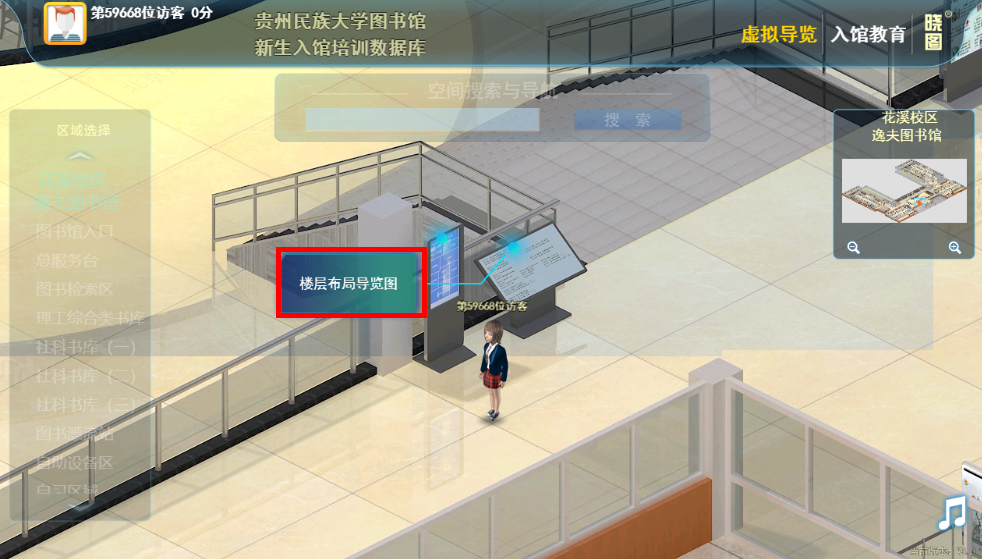 第59668位访客 0分
贵州民族大学图书馆
新生入馆培训数据库
虚拟导览
入馆教育
晓图
空间搜索与导航
搜 索
区域选择
花溪校区
逸夫图书馆
图书馆入口
总服务台
图书检索区
理工综合类书库
社科书库（一）
社科书库（二）
社科书库（三）
图书漂流站
自助设备区
自习区域
花溪校区
逸夫图书馆
楼层布局导览图
第59668位访客